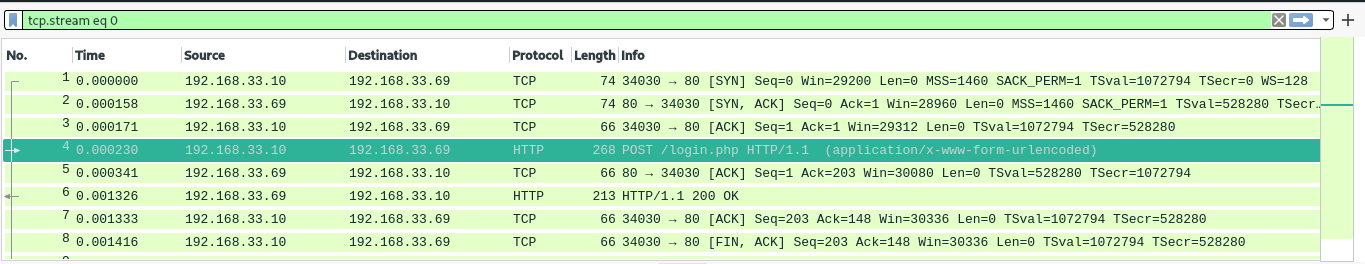 tcp.stream eq 0
No. Time Source Destination Protocol Length Info
1 0.000000 192.168.33.10 192.168.33.69 TCP 74 34030 → 80 [SYN] Seq=0 Win=29200 Len=0 MSS=1460 SACK_PERM=1 TSval=1072794 TSecr=0 WS=128
2 0.000158 192.168.33.69 192.168.33.10 TCP 74 80 → 34030 [SYN, ACK] Seq=0 Ack=1 Win=28960 Len=0 MSS=1460 SACK_PERM=1 TSval=528280 TSecr…
3 0.000171 192.168.33.10 192.168.33.69 TCP 66 34030 → 80 [ACK] Seq=1 Ack=1 Win=29312 Len=0 TSval=1072794 TSecr=528280
4 0.000230 192.168.33.10 192.168.33.69 HTTP 268 POST /login.php HTTP/1.1 (application/x-www-form-urlencoded)
5 0.000341 192.168.33.69 192.168.33.10 TCP 66 80 → 34030 [ACK] Seq=1 Ack=203 Win=30080 Len=0 TSval=528280 TSecr=1072794
6 0.001326 192.168.33.69 192.168.33.10 HTTP 213 HTTP/1.1 200 OK
7 0.001333 192.168.33.10 192.168.33.69 TCP 66 34030 → 80 [ACK] Seq=203 Ack=148 Win=30336 Len=0 TSval=1072794 TSecr=528280
8 0.001416 192.168.33.10 192.168.33.69 TCP 66 34030 → 80 [FIN, ACK] Seq=203 Ack=148 Win=30336 Len=0 TSval=1072794 TSecr=528280